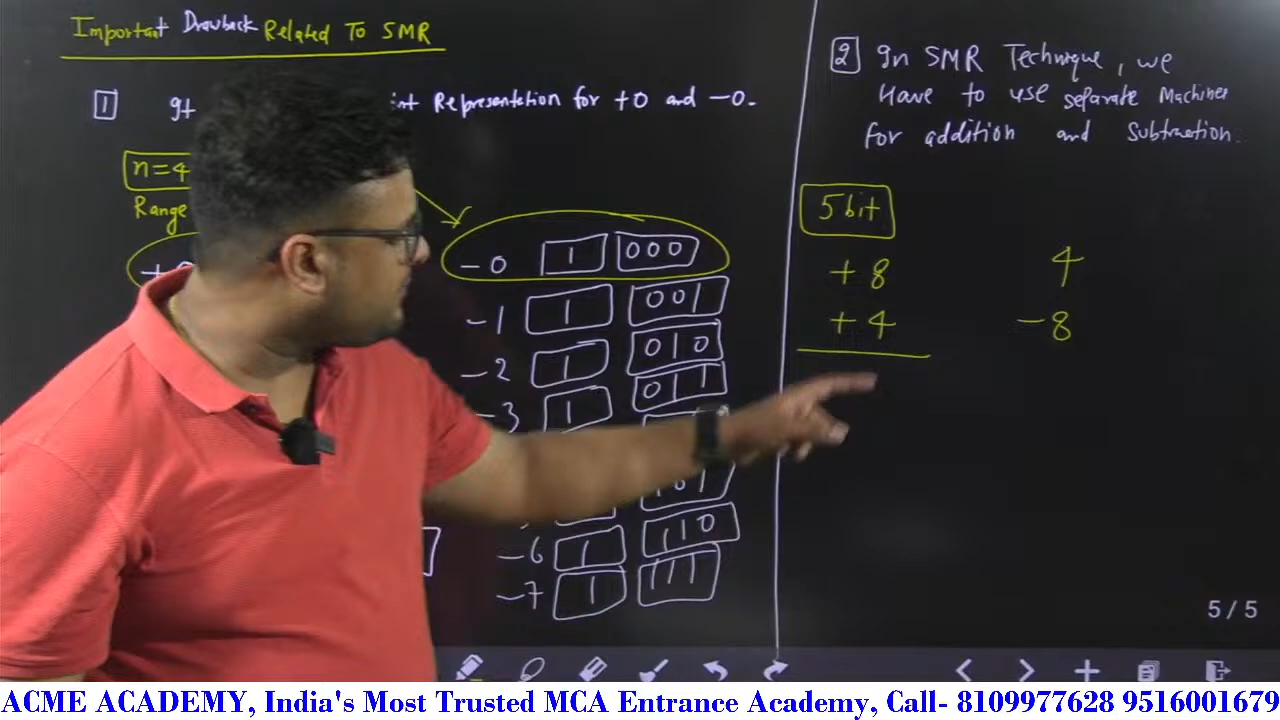 Important Drawback Related To SMR
1 gt Representation for +0 and -0.
n=4
Range
-0 1 000
-1 1 001
-2 1 010
-3 1 011
-6 1 110
-7 1 111
2 In SMR Technique, we
Have to use separate Machines
for addition and Subtraction.
5 bit
+8 4
+4 -8
5 / 5
ACME ACADEMY, India's Most Trusted MCA Entrance Academy, Call- 8109977628 9516001679